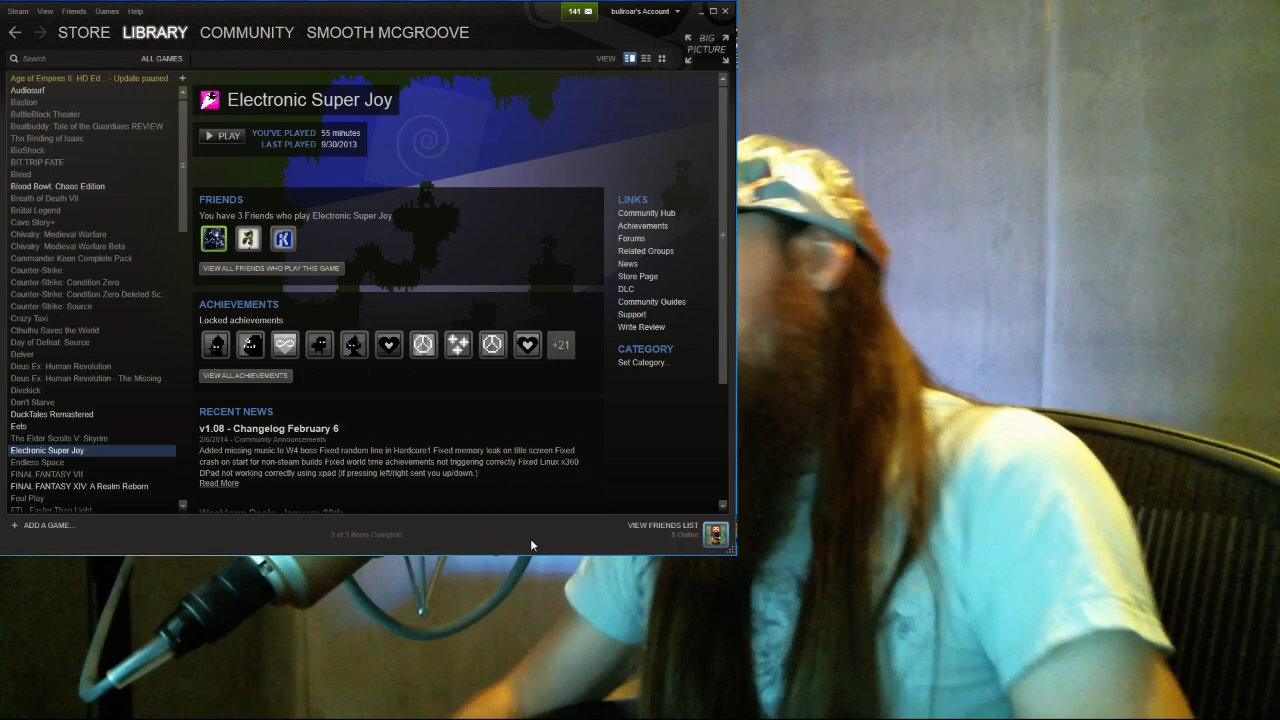 Steam View Friends Games Help
141
bullroar's Account
STORE LIBRARY COMMUNITY SMOOTH MCGROOVE
BIG
PICTURE
Search
ALL GAMES
VIEW
Age of Empires II: HD Ed... - Update paused
Audiosurf
Bastion
BattleBlock Theater
Beatbuddy: Tale of the Guardians REVIEW
The Binding of Isaac
BioShock
BIT.TRIP FATE
Bleed
Blood Bowl: Chaos Edition
Breath of Death VII
Brütal Legend
Cave Story+
Chivalry: Medieval Warfare
Chivalry: Medieval Warfare Beta
Commander Keen Complete Pack
Counter-Strike
Counter-Strike: Condition Zero
Counter-Strike: Condition Zero Deleted Sc...
Counter-Strike: Source
Crazy Taxi
Cthulhu Saves the World
Day of Defeat: Source
Delver
Deus Ex: Human Revolution
Deus Ex: Human Revolution - The Missing ...
Divekick
Don't Starve
DuckTales Remastered
Eets
The Elder Scrolls V: Skyrim
Electronic Super Joy
Endless Space
FINAL FANTASY VII
FINAL FANTASY XIV: A Realm Reborn
Foul Play
FTL: Faster Than Light
+ ADD A GAME...
Electronic Super Joy
PLAY
YOU'VE PLAYED 55 minutes
LAST PLAYED 9/30/2013
FRIENDS
You have 3 Friends who play Electronic Super Joy
VIEW ALL FRIENDS WHO PLAY THIS GAME
ACHIEVEMENTS
Locked achievements
+21
VIEW ALL ACHIEVEMENTS
RECENT NEWS
v1.08 - Changelog February 6
2/6/2014 - Community Announcements
Added missing music to W4 boss Fixed random line in Hardcore1 Fixed memory leak on title screen Fixed
crash on start for non-steam builds Fixed world time achievements not triggering correctly Fixed Linux x360
DPad not working correctly using xpad (if pressing left/right sent you up/down.)
Read More
LINKS
Community Hub
Achievements
Forums
Related Groups
News
Store Page
DLC
Community Guides
Support
Write Review
CATEGORY
Set Category...
3 of 3 Items Complete
VIEW FRIENDS LIST
8 Online